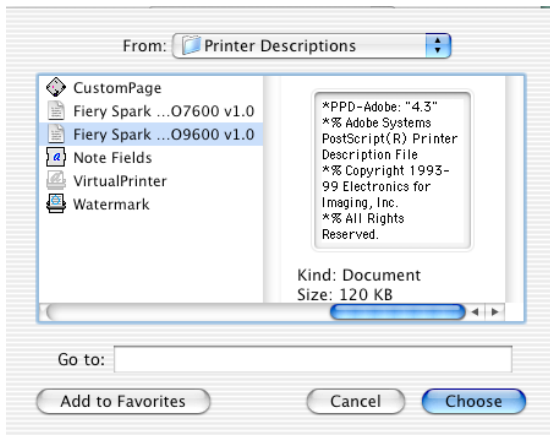 From: Printer Descriptions
CustomPage
Fiery Spark ...O7600 v1.0
Fiery Spark ...O9600 v1.0
Note Fields
VirtualPrinter
Watermark
*PPD-Adobe: "4.3"
*% Adobe Systems
PostScript(R) Printer
Description File
*% Copyright 1993-
99 Electronics for
Imaging, Inc.
*% All Rights
Reserved.
Kind: Document
Size: 120 KB
Go to:
Add to Favorites Cancel Choose